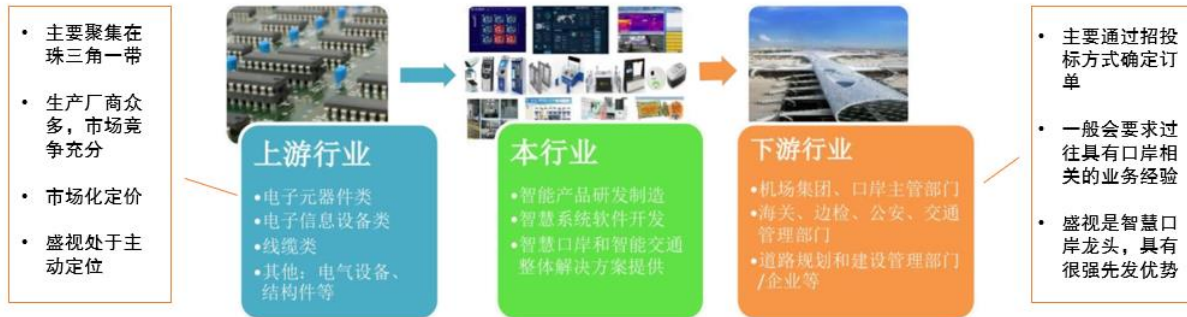 • 主要聚集在
珠三角一带
• 生产厂商众
多，市场竞
争充分
• 市场化定价
• 盛视处于主
动定位
上游行业
•电子元器件类
•电子信息设备类
•线缆类
•其他：电气设备、
结构件等
本行业
•智能产品研发制造
•智慧系统软件开发
•智慧口岸和智能交通
整体解决方案提供
下游行业
•机场集团、口岸主管部门
•海关、边检、公安、交通
管理部门
•道路规划和建设管理部门
/企业等
• 主要通过招投
标方式确定订
单
• 一般会要求过
往具有口岸相
关的业务经验
• 盛视是智慧口
岸龙头，具有
很强先发优势